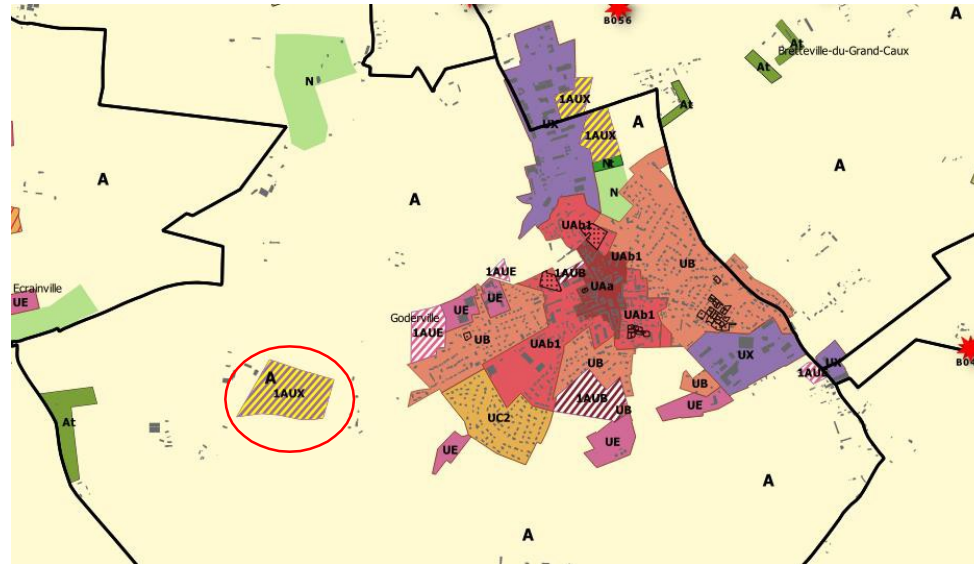 B056
A
Bretteville-du-Grand-Caux
At
At
N
1AUX
UX
1AUX
At
A
A
A
A
Nt
N
UAb1
UAb1
UB
1AUE
1AUB
UAa
Ecrainville
UE
UE
UE
Goderville
1AUE
UAb1
UB
UAb1
UB
UX
UX
1AUE
B04
A
1AUX
UB
1AUB
UB
UE
At
UC2
UE
UE
A
A